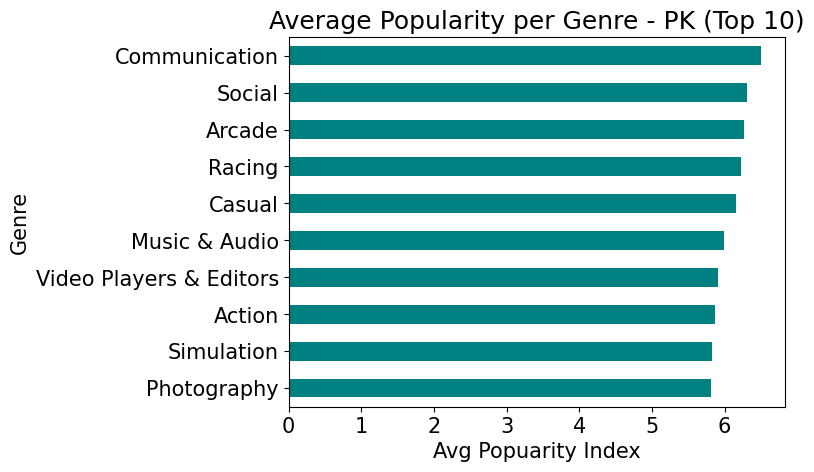 Average Popularity per Genre - PK (Top 10)
Communication
Social
Arcade
Racing
Casual
Music & Audio
Video Players & Editors
Action
Simulation
Photography
Genre
0 1 2 3 4 5 6
Avg Popuarity Index